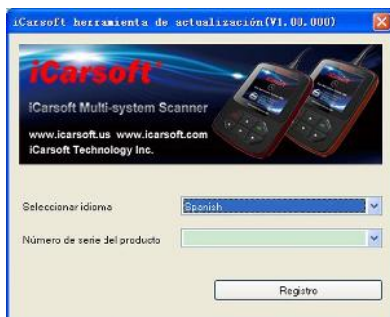 iCarsoft herramienta de actualización(V1.00.000)
iCarsoft
iCarsoft Multi-system Scanner
www.icarsoft.us www.icarsoft.com
iCarsoft Technology Inc.
Seleccionar idioma
Spanish
Número de serie del producto
Registro